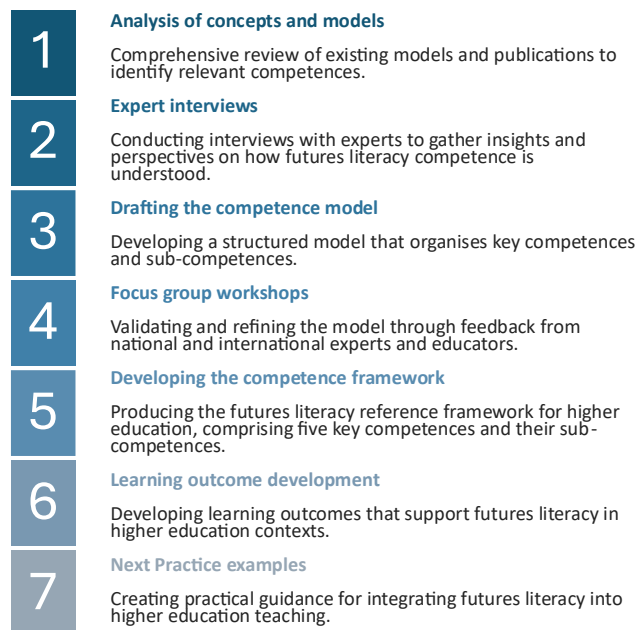 1
Analysis of concepts and models
Comprehensive review of existing models and publications to
identify relevant competences.
2
Expert interviews
Conducting interviews with experts to gather insights and
perspectives on how futures literacy competence is
understood.
3
Drafting the competence model
Developing a structured model that organises key competences
and sub-competences.
4
Focus group workshops
Validating and refining the model through feedback from
national and international experts and educators.
5
Developing the competence framework
Producing the futures literacy reference framework for higher
education, comprising five key competences and their sub-
competences.
6
Learning outcome development
Developing learning outcomes that support futures literacy in
higher education contexts.
7
Next Practice examples
Creating practical guidance for integrating futures literacy into
higher education teaching.